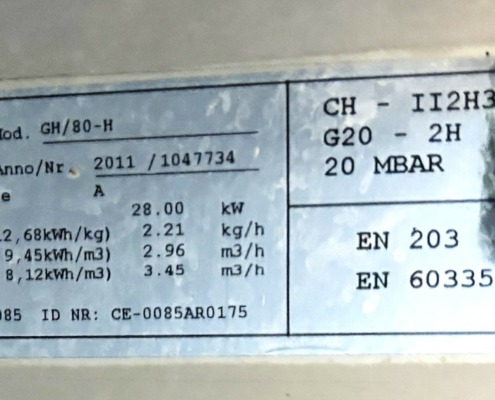 Mod. GH/80-H
Anno/Nr. 2011 /1047734
e A
28.00 kW
2,68kWh/kg) 2.21 kg/h
9,45kWh/m3) 2.96 m3/h
8,12kWh/m3) 3.45 m3/h
085 ID NR: CE-0085AR0175
CH - II2H3
G20 - 2H
20 MBAR
EN 203
EN 60335